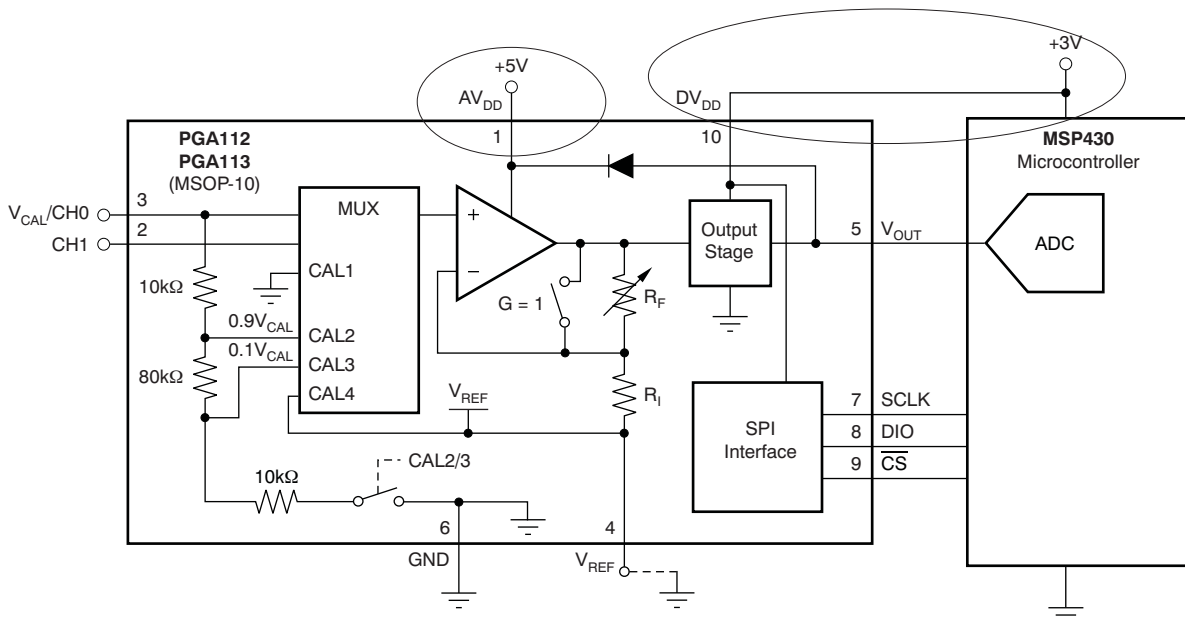 +3V
+5V
AV_DD
DV_DD
1
10
PGA112
PGA113
(MSOP-10)
MSP430
Microcontroller
3
V_CAL/CH0
MUX
+
2
CH1
Output
Stage
5
V_OUT
ADC
CAL1
−
10kΩ
G = 1
R_F
0.9V_CAL
CAL2
0.1V_CAL
CAL3
80kΩ
CAL4
V_REF
R_I
7
SCLK
SPI
Interface
8
DIO
9
C̅S̅
CAL2/3
10kΩ
6
4
GND
V_REF